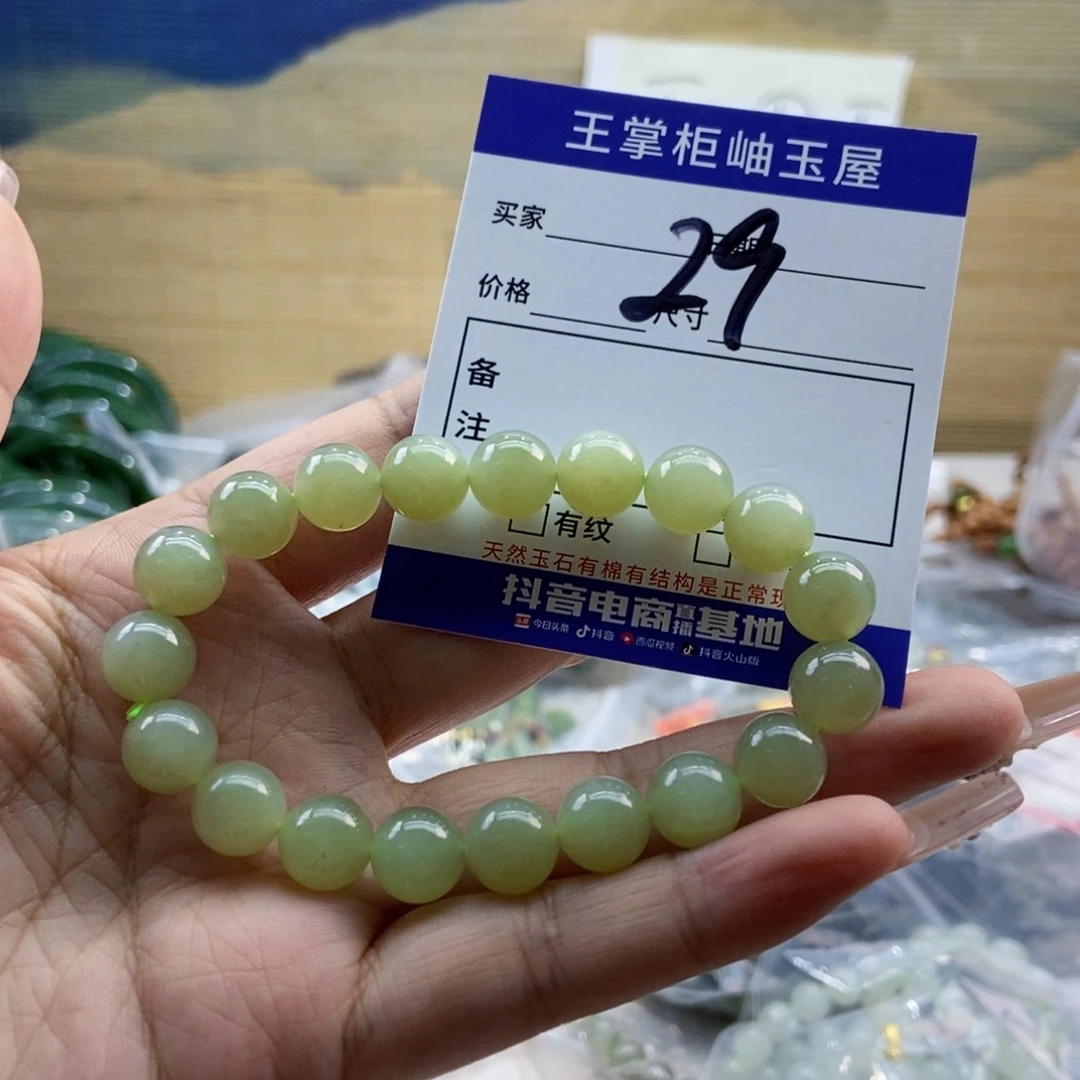 王掌柜岫玉屋
买家 日期
29
价格 尺寸
备
注
有纹
天然玉石有棉有结构是正常现
抖音电商直播基地
今日头条 抖音 西瓜视频 抖音火山版